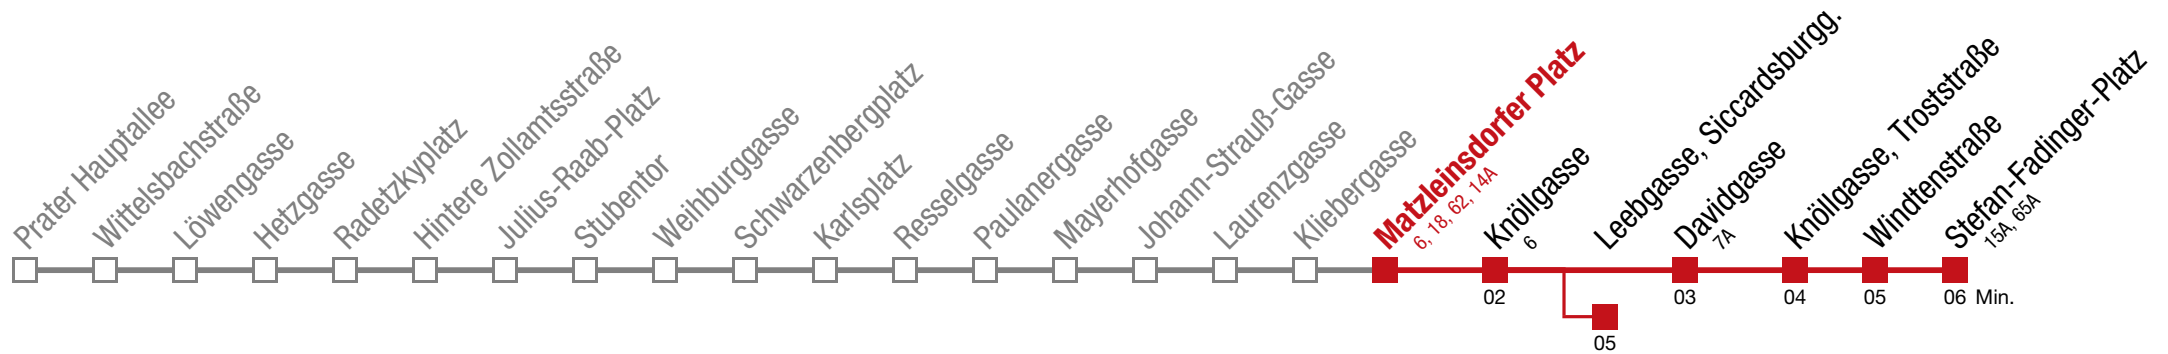 Prater Hauptallee
Wittelsbachstraße
Löwengasse
Hetzgasse
Radetzkyplatz
Hintere Zollamtsstraße
Julius-Raab-Platz
Stubentor
Weihburggasse
Schwarzenbergplatz
Karlsplatz
Resselgasse
Paulanergasse
Mayerhofgasse
Johann-Strauß-Gasse
Laurenzgasse
Kliebergasse
Matzleinsdorfer Platz
6, 18, 62, 14A
Knöllgasse
6
Leebgasse, Siccardsburgg.
Davidgasse
7A
Knöllgasse, Troststraße
Windtenstraße
Stefan-Fadinger-Platz
15A, 65A
02
03
04
05
06 Min.
05